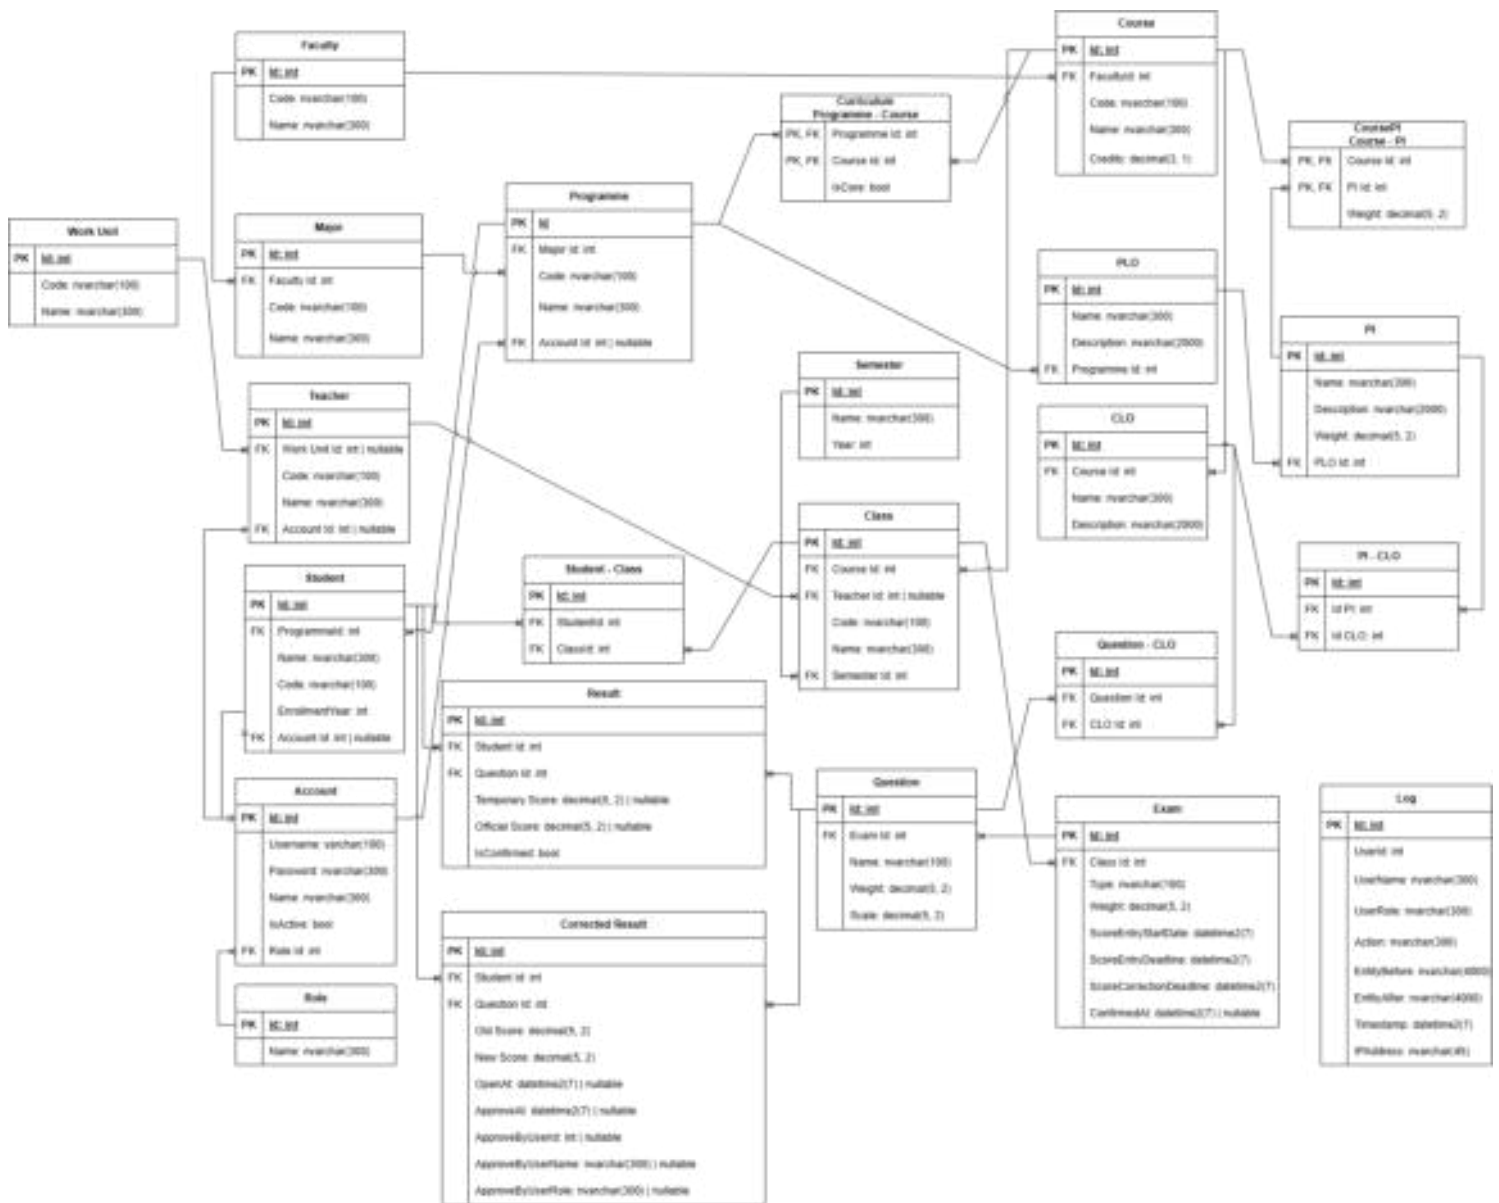 Faculty
PK Id: int
Code: nvarchar(100)
Name: nvarchar(300)
Course
PK Id: int
FK FacultyId: int
Code: nvarchar(100)
Name: nvarchar(300)
Credits: decimal(3, 1)
Curriculum
Programme - Course
PK, FK Programme Id: int
PK, FK Course Id: int
IsCore: bool
CoursePI
Course - PI
PK, FK Course Id: int
PK, FK PI Id: int
Weight: decimal(5, 2)
Work Unit
PK Id: int
Code: nvarchar(100)
Name: nvarchar(300)
Major
PK Id: int
FK Faculty Id: int
Code: nvarchar(100)
Name: nvarchar(300)
Programme
PK Id
FK Major Id: int
Code: nvarchar(100)
Name: nvarchar(300)
FK Account Id: int | nullable
PLO
PK Id: int
Name: nvarchar(300)
Description: nvarchar(2000)
FK Programme Id: int
PI
PK Id: int
Name: nvarchar(300)
Description: nvarchar(2000)
Weight: decimal(5, 2)
FK PLO Id: int
Teacher
PK Id: int
FK Work Unit Id: int | nullable
Code: nvarchar(100)
Name: nvarchar(300)
FK Account Id: int | nullable
Semester
PK Id: int
Name: nvarchar(300)
Year: int
CLO
PK Id: int
FK Course Id: int
Name: nvarchar(300)
Description: nvarchar(2000)
Class
PK Id: int
FK Course Id: int
FK Teacher Id: int | nullable
Code: nvarchar(100)
Name: nvarchar(300)
FK Semester Id: int
PI - CLO
PK Id: int
FK Id PI: int
FK Id CLO: int
Student
PK Id: int
FK ProgrammeId: int
Name: nvarchar(300)
Code: nvarchar(100)
EnrollmentYear: int
FK Account Id: int | nullable
Student - Class
PK Id: int
FK StudentId: int
FK ClassId: int
Question - CLO
PK Id: int
FK Question Id: int
FK CLO Id: int
Result
PK Id: int
FK Student Id: int
FK Question Id: int
Temporary Score: decimal(5, 2) | nullable
Official Score: decimal(5, 2) | nullable
IsConfirmed: bool
Account
PK Id: int
Username: varchar(100)
Password: nvarchar(300)
Name: nvarchar(300)
IsActive: bool
FK Role Id: int
Question
PK Id: int
FK Exam Id: int
Name: nvarchar(100)
Weight: decimal(5, 2)
Scale: decimal(5, 2)
Exam
PK Id: int
FK Class Id: int
Type: nvarchar(100)
Weight: decimal(5, 2)
ScoreEntryStartDate: datetime2(7)
ScoreEntryDeadline: datetime2(7)
ScoreCorrectionDeadline: datetime2(7)
ConfirmedAt: datetime2(7) | nullable
Log
PK Id: int
UserId: int
UserName: nvarchar(300)
UserRole: nvarchar(300)
Action: nvarchar(300)
EntityBefore: nvarchar(4000)
EntityAfter: nvarchar(4000)
Timestamp: datetime2(7)
IPAddress: nvarchar(45)
Corrected Result
PK Id: int
FK Student Id: int
FK Question Id: int
Old Score: decimal(5, 2)
New Score: decimal(5, 2)
OpenAt: datetime2(7) | nullable
ApproveAt: datetime2(7) | nullable
ApproveByUserId: int | nullable
ApproveByUserName: nvarchar(300) | nullable
ApproveByUserRole: nvarchar(300) | nullable
Role
PK Id: int
Name: nvarchar(300)